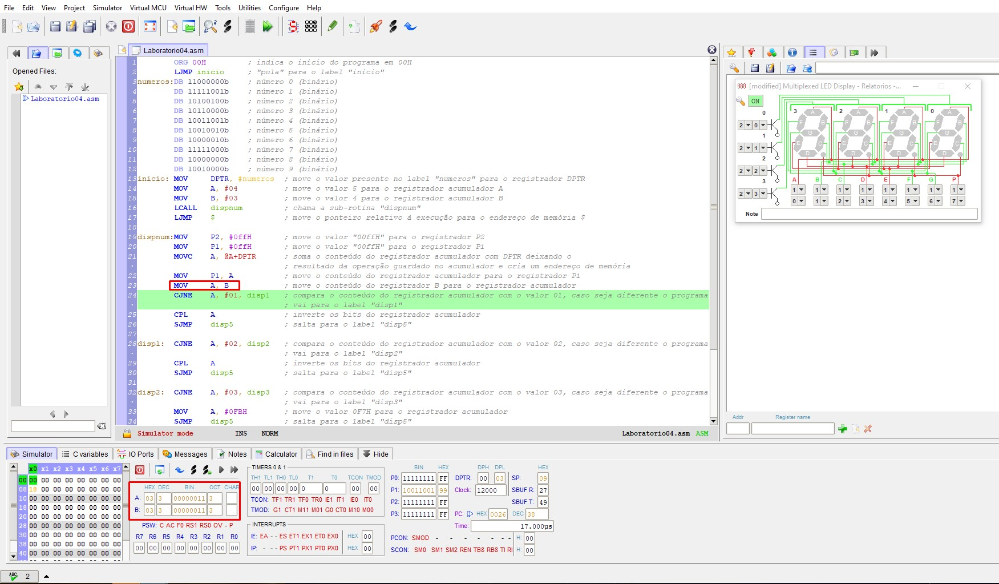 File Edit View Project Simulator Virtual MCU Virtual HW Tools Utilities Configure Help
Opened Files:
Laboratorio04.asm
Laboratorio04.asm
1 ORG 00H ; indica o início do programa em 00H
2 LJMP inicio ; "pula" para o label "inicio"
3 numeros: DB 11000000b ; número 0 (binário)
4 DB 11111001b ; número 1 (binário)
5 DB 10100100b ; número 2 (binário)
6 DB 10110000b ; número 3 (binário)
7 DB 10011001b ; número 4 (binário)
8 DB 10010010b ; número 5 (binário)
9 DB 10000010b ; número 6 (binário)
10 DB 11111000b ; número 7 (binário)
11 DB 10000000b ; número 8 (binário)
12 DB 10010000b ; número 9 (binário)
13 inicio: MOV DPTR, #numeros ; move o valor presente no label "numeros" para o registrador DPTR
14 MOV A, #04 ; move o valor 5 para o registrador acumulador A
15 MOV B, #03 ; move o valor 4 para o registrador acumulador B
16 LCALL dispnum ; chama a sub-rotina "dispnum"
17 LJMP $ ; move o ponteiro relativo à execução para o endereço de memória $
18
19 dispnum: MOV P2, #0ffH ; move o valor "00ffH" para o registrador P2
20 MOV P1, #0ffH ; move o valor "00ffH" para o registrador P1
21 MOVC A, @A+DPTR ; soma o conteúdo do registrador acumulador com DPTR deixando o
. ; resultado da operação guardado no acumulador e cria um endereço de memória
22 MOV P1, A ; move o conteúdo do registrador acumulador para o registrador P1
23 MOV A, B ; move o conteúdo do registrador B para o registrador acumulador
24 CJNE A, #01, disp1 ; compara o conteúdo do registrador acumulador com o valor 01, caso seja diferente o programa
. ; vai para o label "disp1"
25 CPL A ; inverte os bits do registrador acumulador
26 SJMP disp5 ; salta para o label "disp5"
27
28 disp1: CJNE A, #02, disp2 ; compara o conteúdo do registrador acumulador com o valor 02, caso seja diferente o programa
. ; vai para o label "disp2"
29 CPL A ; inverte os bits do registrador acumulador
30 SJMP disp5 ; salta para o label "disp5"
31
32 disp2: CJNE A, #03, disp3 ; compara o conteúdo do registrador acumulador com o valor 03, caso seja diferente o programa
. ; vai para o label "disp3"
33 MOV A, #0FBH ; move o valor 0F7H para o registrador acumulador
34 SJMP disp5 ; salta para o label "disp5"
Simulator mode INS NORM Laboratorio04.asm ASM
888 [modified] Multiplexed LED Display - Relatorios -...
ON
0
2 0
1
2 1
2
2 2
3
2 3
3 2 1 0
A B C D E F G P
1 1 1 1 1 1 1 1
0 1 2 3 4 5 6 7
Note
Addr Register name
Simulator C variables IO Ports Messages Notes Calculator Find in files Hide
x0 x1 x2 x3 x4 x5 x6 x7
00 00 00 00 00 00 00 00 00
08 18 00 00 00 00 00 00
10 00 00 00 00 00 00 00 00
18 00 00 00 00 00 00 00 00
20 00 00 00 00 00 00 00 00
28 00 00 00 00 00 00 00 00
30 00 00 00 00 00 00 00 00
38 00 00 00 00 00 00 00 00
40 00 00 00 00 00 00 00 00
HEX DEC BIN OCT CHAR
A: 03 3 00000011 3
B: 03 3 00000011 3
PSW: C AC F0 RS1 RS0 OV - P
R7 R6 R5 R4 R3 R2 R1 R0
00 00 00 00 00 00 00 00
TIMERS 0 & 1
TH1 TL1 TH0 TL0 T1 T0 TCON TMOD
00 00 00 00 0 0 00 00
TCON: TF1 TR1 TF0 TR0 IE1 IT1 IE0 IT0
TMOD: G1 CT1 M11 M01 G0 CT0 M10 M00
INTERRUPTS
IE: EA - - ES ET1 EX1 ET0 EX0 HEX 00
IP: - - - PS PT1 PX1 PT0 PX0 HEX 00
BIN HEX
P0: 11111111 FF
P1: 10011001 99
P2: 11111111 FF
P3: 11111111 FF
DPH DPL HEX
DPTR: 00 03 SP: 09
Clock: 12000 SBUF R: 27
SBUF T: 49
PC: HEX 0026 DEC 38
Time: 17.000µs
PCON: SMOD - - - - - - - H: 00
SCON: SM0 SM1 SM2 REN TB8 RB8 TI RI H: 00
ABC 2